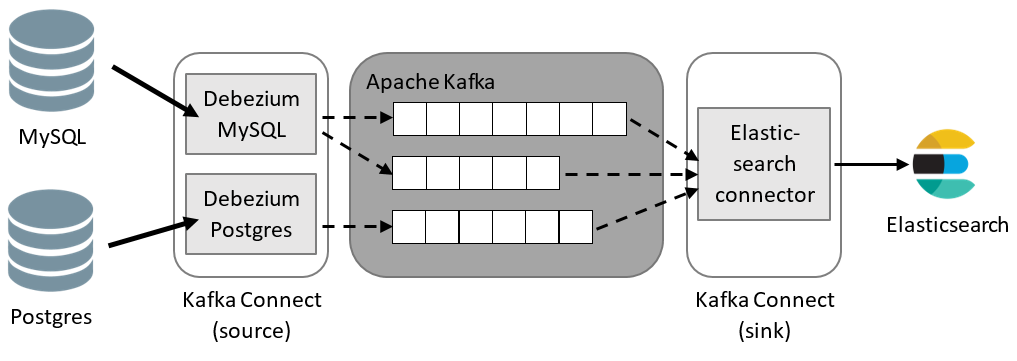 MySQL
Postgres
Debezium
MySQL
Debezium
Postgres
Kafka Connect
(source)
Apache Kafka
Elastic-
search
connector
Kafka Connect
(sink)
Elasticsearch